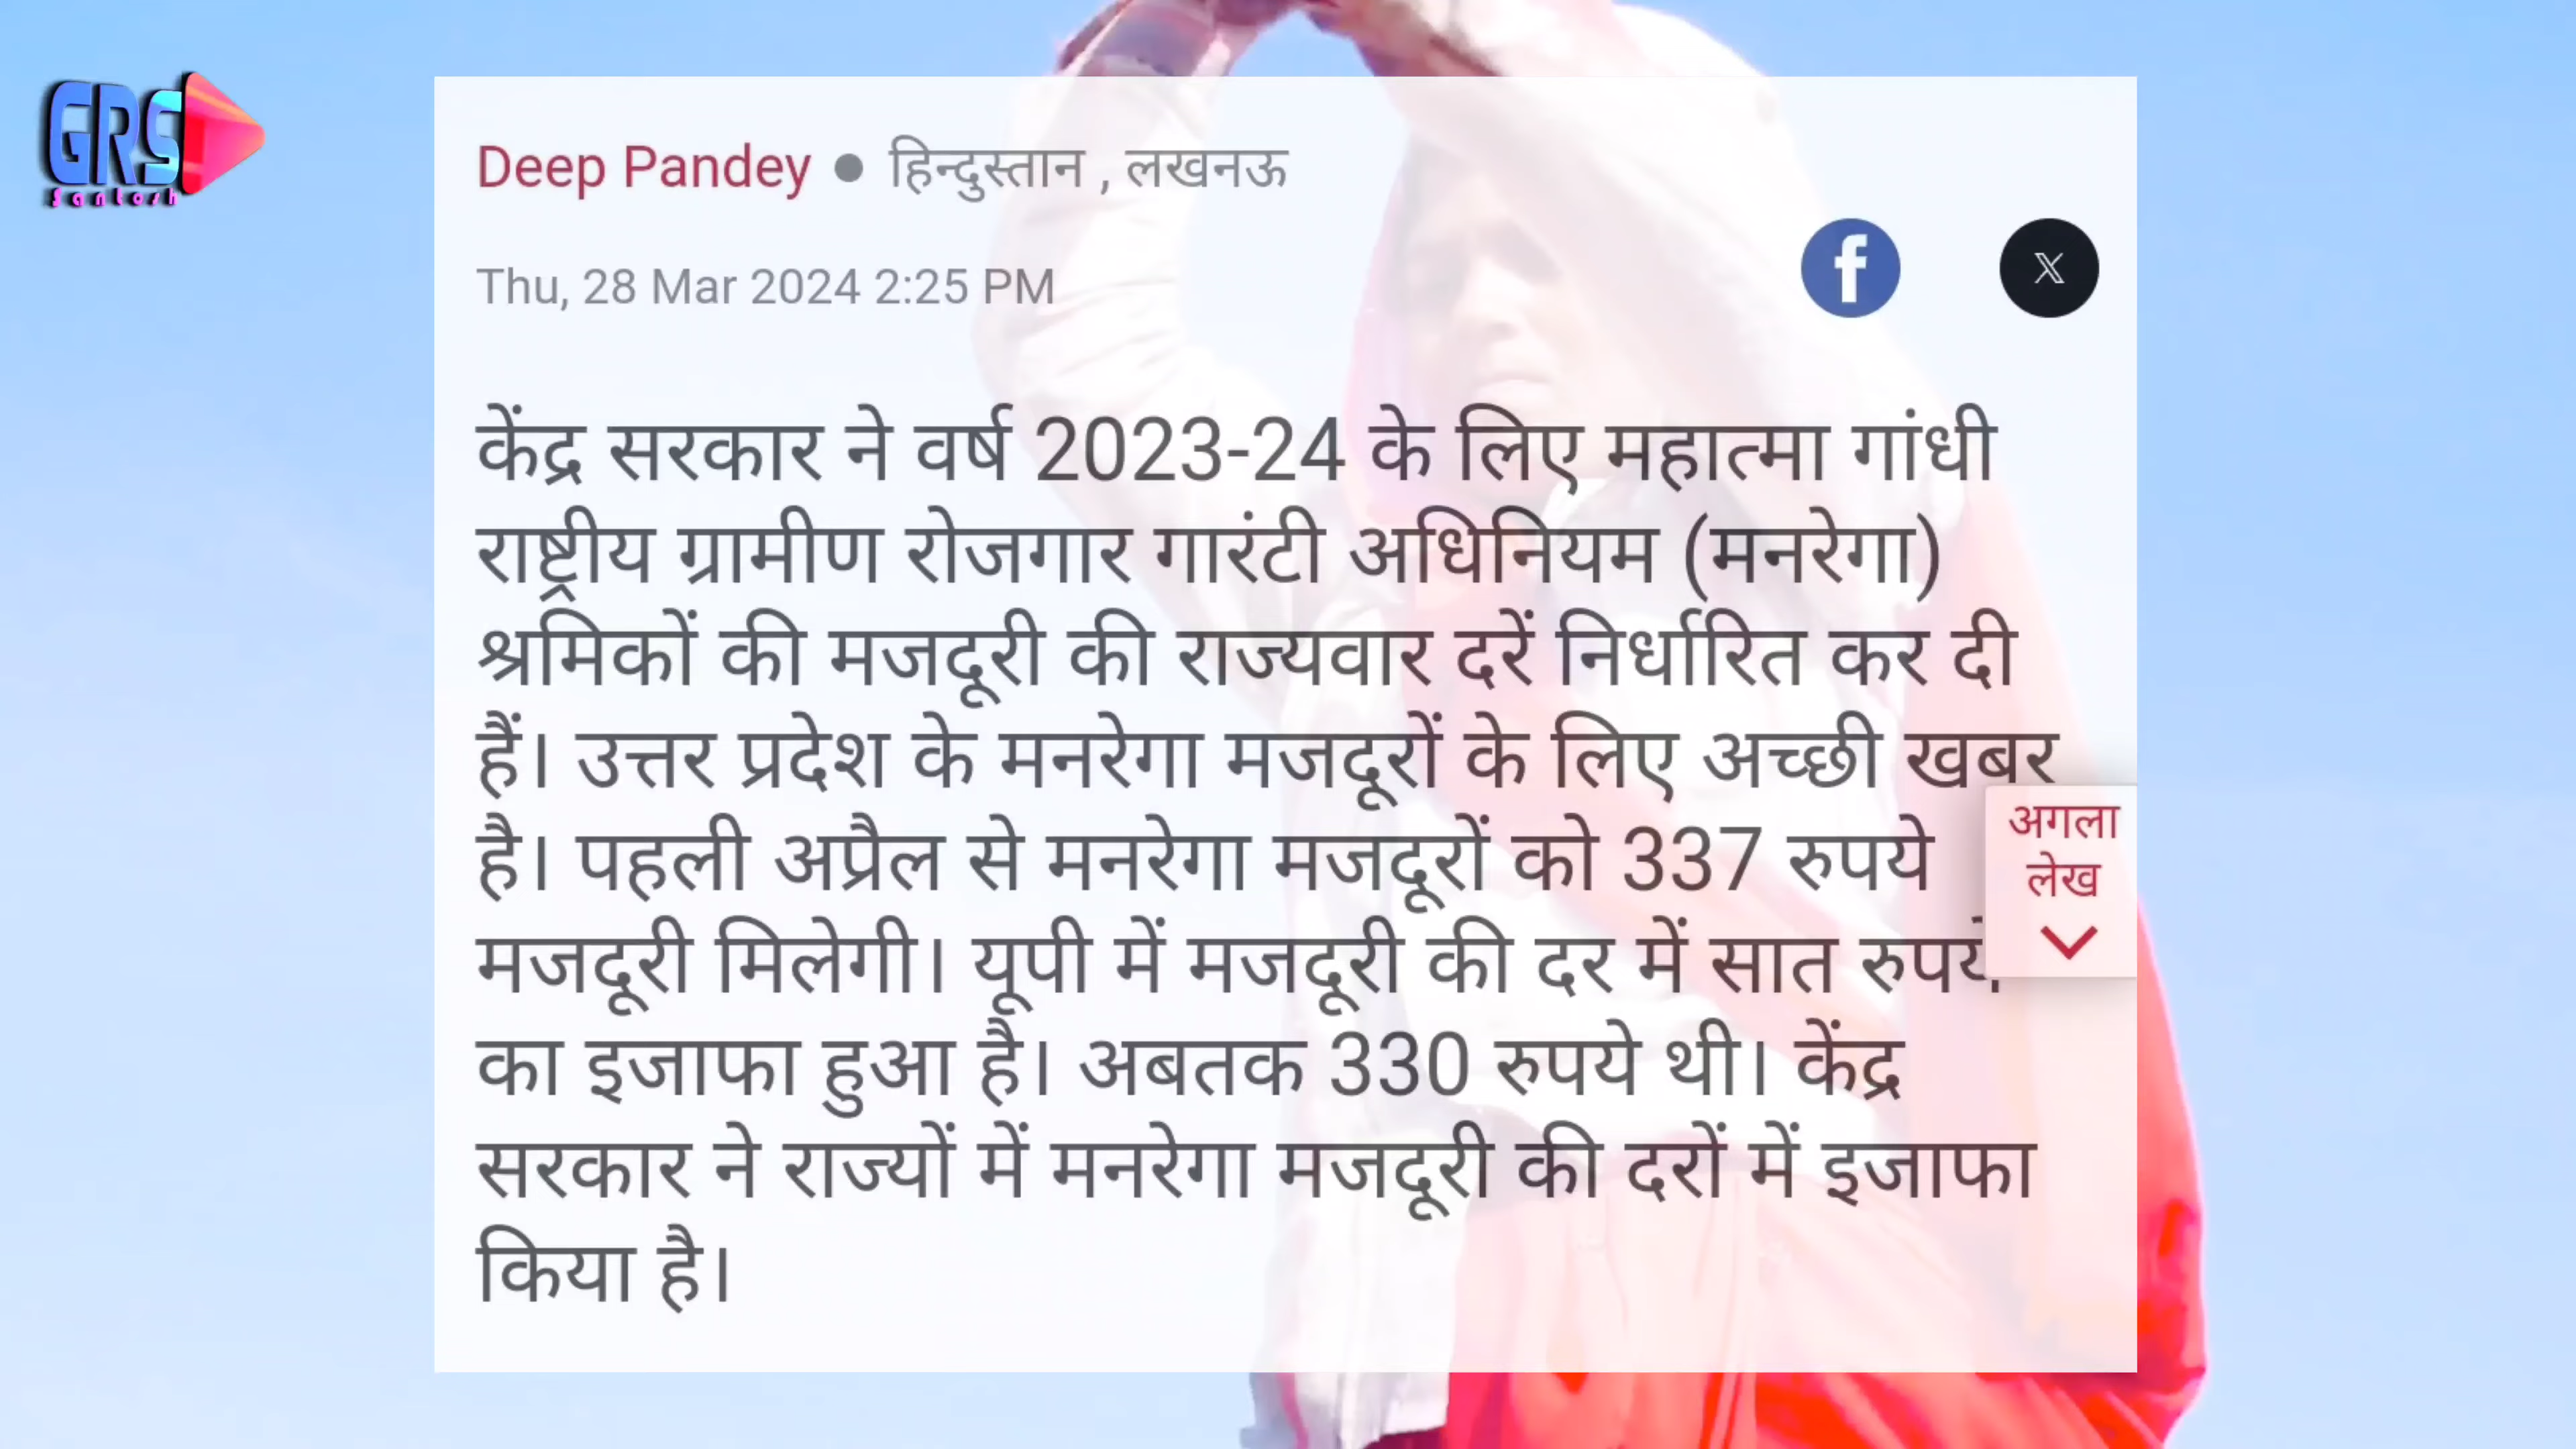 GRS
Santosh
Deep Pandey ● हिन्दुस्तान , लखनऊ
Thu, 28 Mar 2024 2:25 PM
केंद्र सरकार ने वर्ष 2023-24 के लिए महात्मा गांधी
राष्ट्रीय ग्रामीण रोजगार गारंटी अधिनियम (मनरेगा)
श्रमिकों की मजदूरी की राज्यवार दरें निर्धारित कर दी
हैं। उत्तर प्रदेश के मनरेगा मजदूरों के लिए अच्छी खबर
है। पहली अप्रैल से मनरेगा मजदूरों को 337 रुपये
मजदूरी मिलेगी। यूपी में मजदूरी की दर में सात रुपये
का इजाफा हुआ है। अबतक 330 रुपये थी। केंद्र
सरकार ने राज्यों में मनरेगा मजदूरी की दरों में इजाफा
किया है।
अगला
लेख